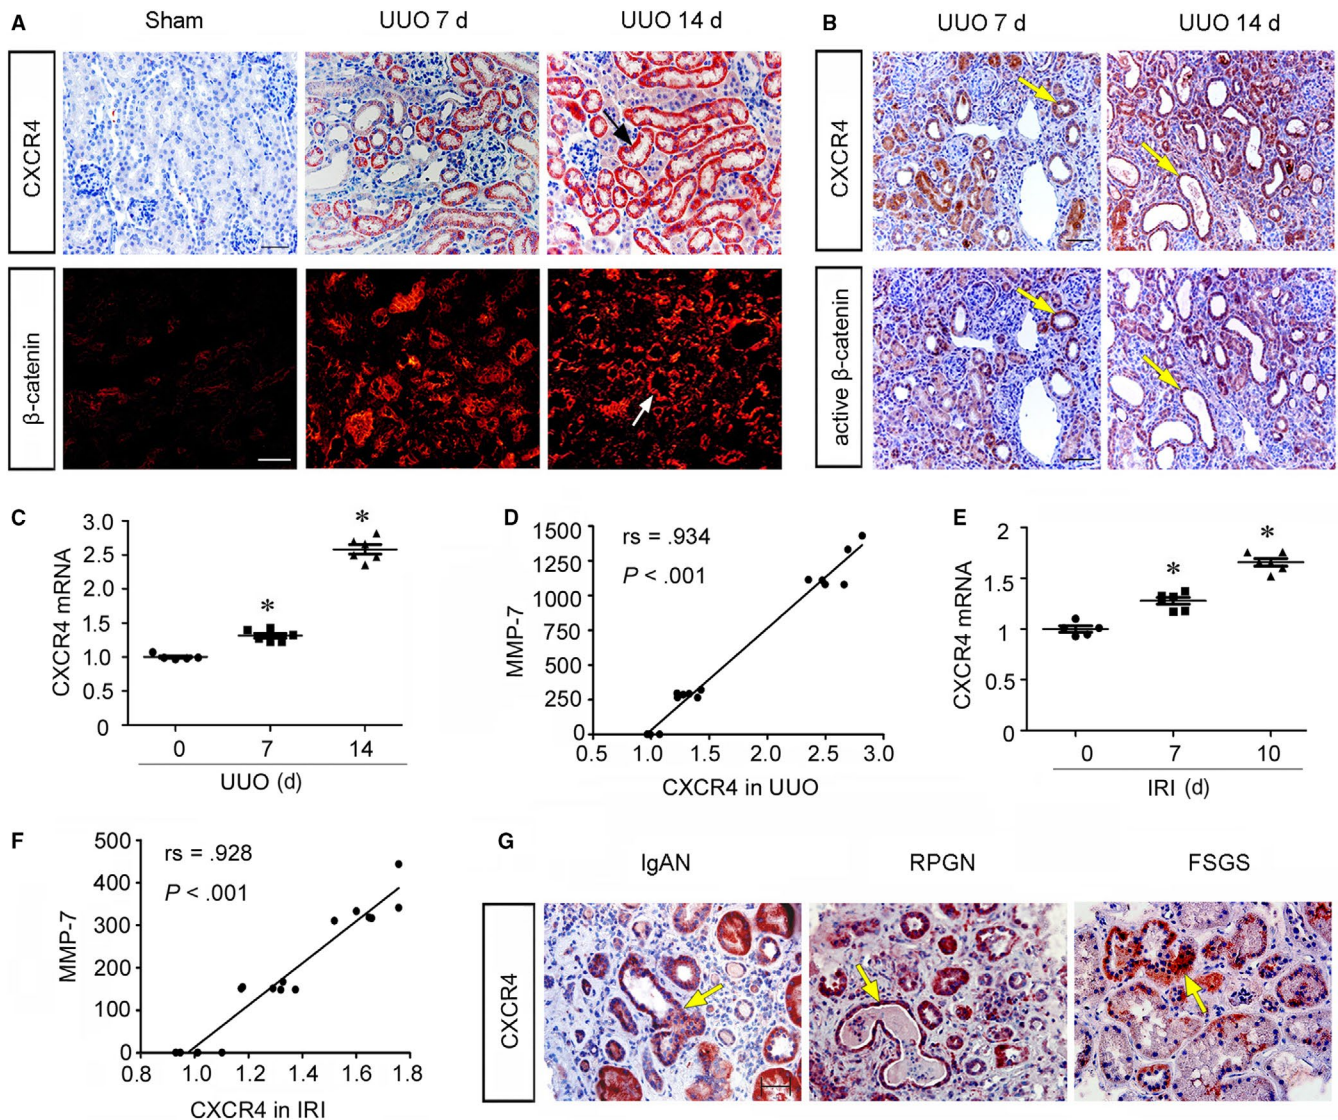 A
Sham
UUO 7 d
UUO 14 d
CXCR4
β-catenin
B
UUO 7 d
UUO 14 d
CXCR4
active β-catenin
C
CXCR4 mRNA
3.0
2.5
2.0
1.5
1.0
0.5
0
*
*
0
7
14
UUO (d)
D
MMP-7
1500
1250
1000
750
500
250
0
rs = .934
P < .001
0.5
1.0
1.5
2.0
2.5
3.0
CXCR4 in UUO
E
CXCR4 mRNA
2
1.5
1
0.5
0
*
*
0
7
10
IRI (d)
F
MMP-7
500
400
300
200
100
0
rs = .928
P < .001
0.8
1.0
1.2
1.4
1.6
1.8
CXCR4 in IRI
G
IgAN
RPGN
FSGS
CXCR4